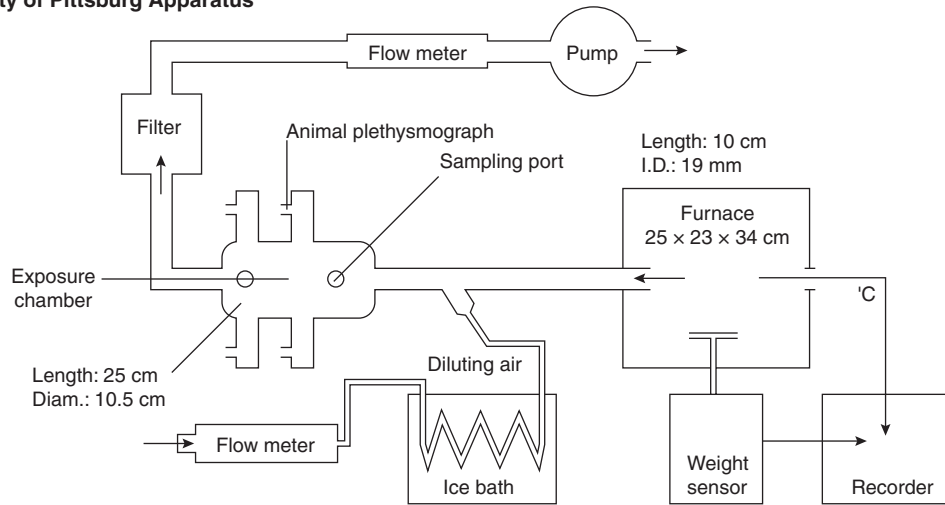 ty of Pittsburg Apparatus
Flow meter
Pump
Filter
Animal plethysmograph
Sampling port
Length: 10 cm
I.D.: 19 mm
Furnace
25 × 23 × 34 cm
Exposure
chamber
'C
Length: 25 cm
Diam.: 10.5 cm
Diluting air
Flow meter
Ice bath
Weight
sensor
Recorder